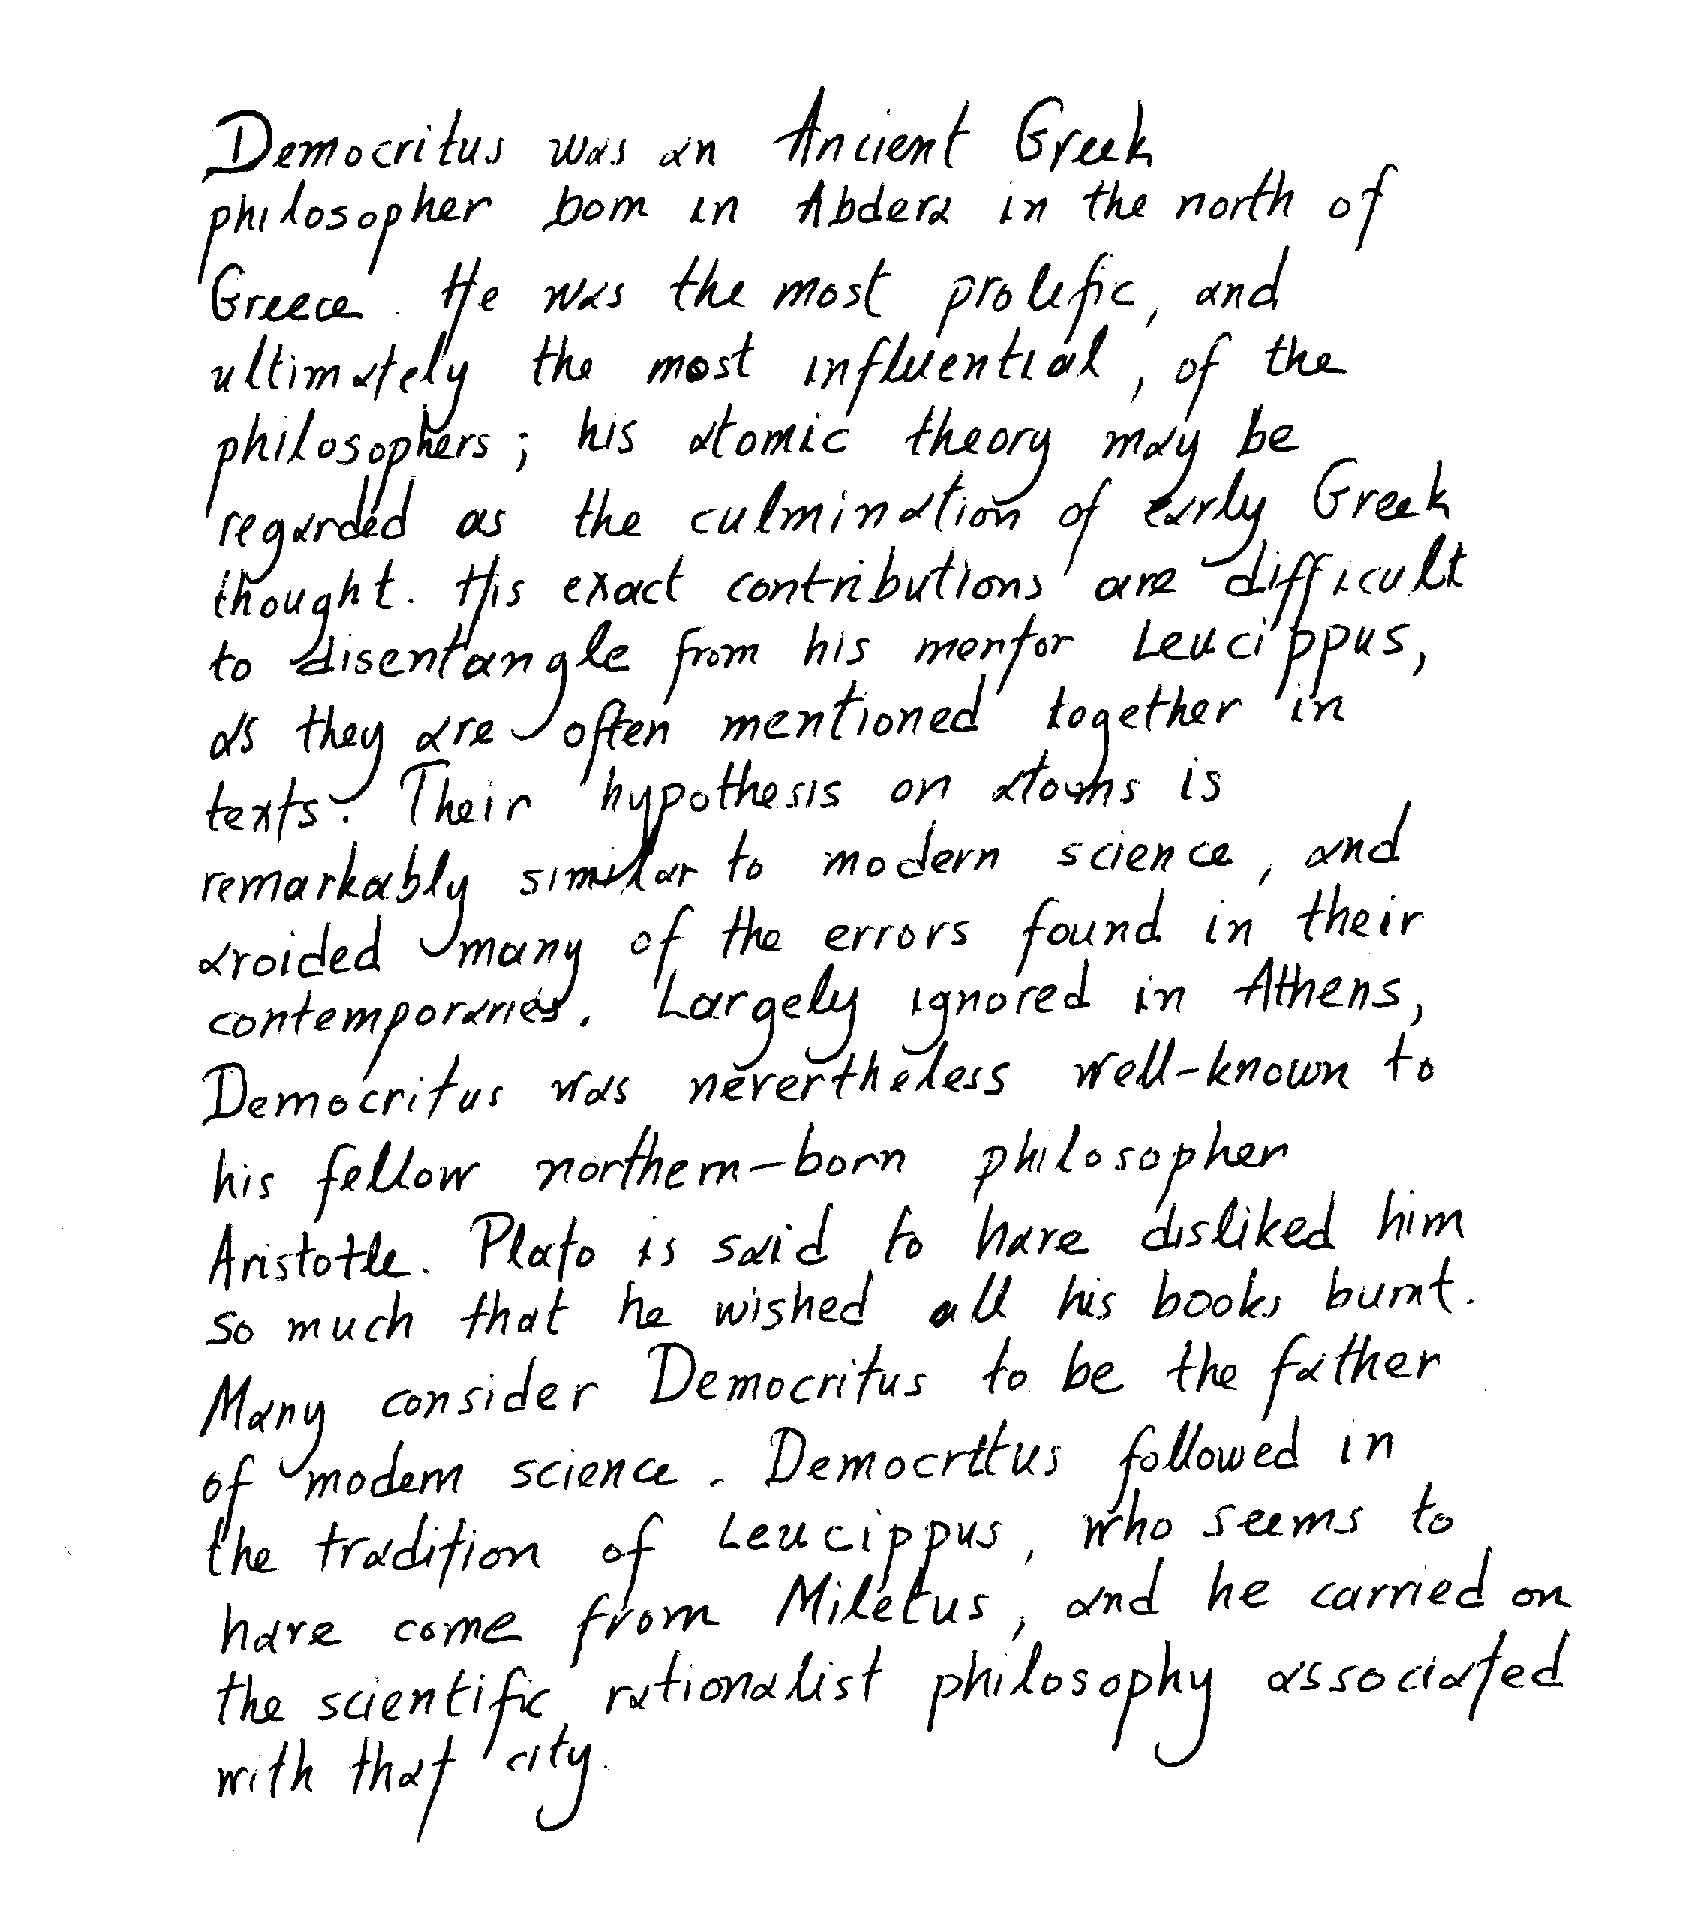 Democritus was an Ancient Greek
philosopher born in Abdera in the north of
Greece. He was the most prolific, and
ultimately the most influential, of the
philosophers; his atomic theory may be
regarded as the culmination of early Greek
thought. His exact contributions are difficult
to disentangle from his mentor Leucippus,
as they are often mentioned together in
texts. Their hypothesis on atoms is
remarkably similar to modern science, and
avoided many of the errors found in their
contemporaries. Largely ignored in Athens,
Democritus was nevertheless well-known to
his fellow northern-born philosopher
Aristotle. Plato is said to have disliked him
so much that he wished all his books burnt.
Many consider Democritus to be the father
of modern science. Democritus followed in
the tradition of Leucippus, who seems to
have come from Miletus, and he carried on
the scientific rationalist philosophy associated
with that city.